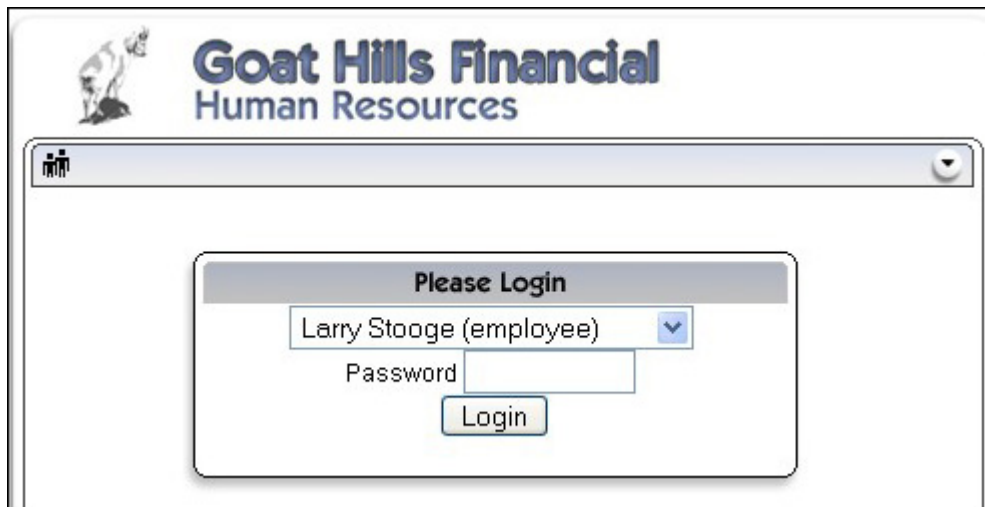 Goat Hills Financial
Human Resources
Please Login
Larry Stooge (employee)
Password
Login